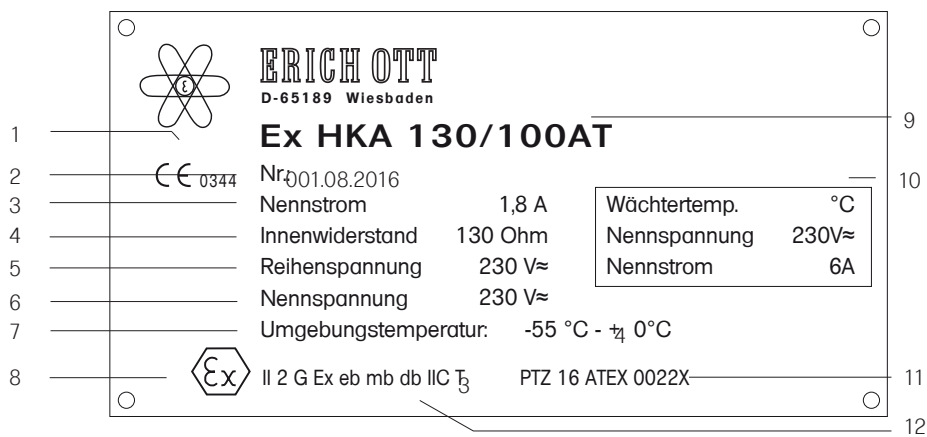 ERICH OTT
D-65189 Wiesbaden
1
Ex HKA 130/100AT
9
2
CE 0344
Nr.:001.08.2016
10
3
Nennstrom 1,8 A
Wächtertemp. °C
4
Innenwiderstand 130 Ohm
Nennspannung 230V≈
5
Reihenspannung 230 V≈
Nennstrom 6A
6
Nennspannung 230 V≈
7
Umgebungstemperatur: -55 °C - +40°C
8
εx II 2 G Ex eb mb db IIC T3 PTZ 16 ATEX 0022X
11
12